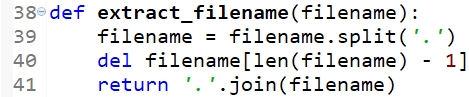 38 def extract_filename(filename):
39     filename = filename.split('.')
40     del filename[len(filename) - 1]
41     return '.'.join(filename)